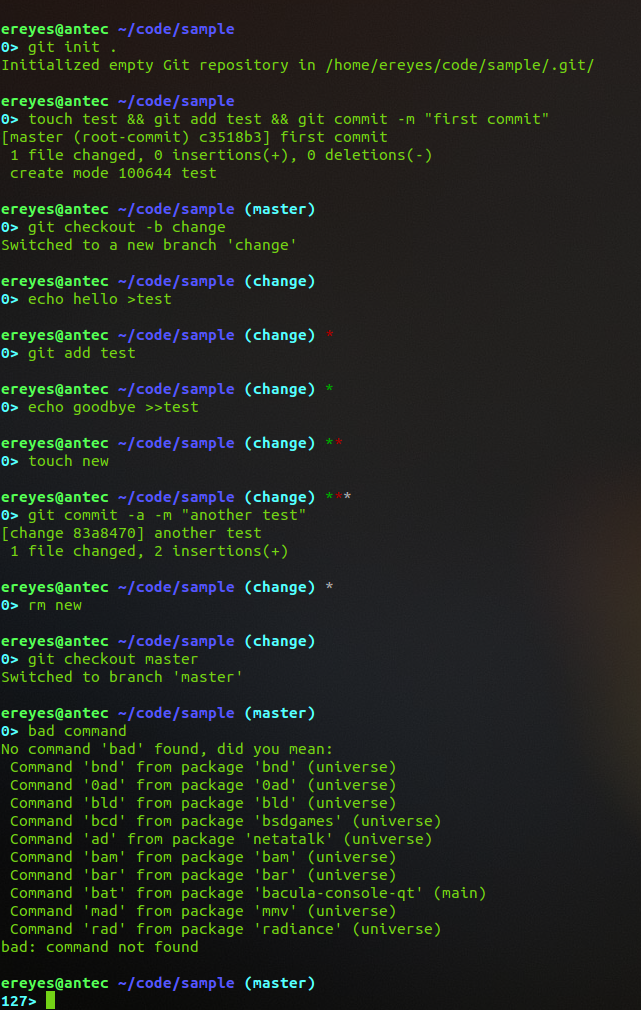 ereyes@antec ~/code/sample
0> git init .
Initialized empty Git repository in /home/ereyes/code/sample/.git/
ereyes@antec ~/code/sample
0> touch test && git add test && git commit -m "first commit"
[master (root-commit) c3518b3] first commit
 1 file changed, 0 insertions(+), 0 deletions(-)
 create mode 100644 test
ereyes@antec ~/code/sample (master)
0> git checkout -b change
Switched to a new branch 'change'
ereyes@antec ~/code/sample (change)
0> echo hello >test
ereyes@antec ~/code/sample (change) *
0> git add test
ereyes@antec ~/code/sample (change) *
0> echo goodbye >>test
ereyes@antec ~/code/sample (change) **
0> touch new
ereyes@antec ~/code/sample (change) ***
0> git commit -a -m "another test"
[change 83a8470] another test
 1 file changed, 2 insertions(+)
ereyes@antec ~/code/sample (change) *
0> rm new
ereyes@antec ~/code/sample (change)
0> git checkout master
Switched to branch 'master'
ereyes@antec ~/code/sample (master)
0> bad command
No command 'bad' found, did you mean:
 Command 'bnd' from package 'bnd' (universe)
 Command '0ad' from package '0ad' (universe)
 Command 'bld' from package 'bld' (universe)
 Command 'bcd' from package 'bsdgames' (universe)
 Command 'ad' from package 'netatalk' (universe)
 Command 'bam' from package 'bam' (universe)
 Command 'bar' from package 'bar' (universe)
 Command 'bat' from package 'bacula-console-qt' (main)
 Command 'mad' from package 'mmv' (universe)
 Command 'rad' from package 'radiance' (universe)
bad: command not found
ereyes@antec ~/code/sample (master)
127>